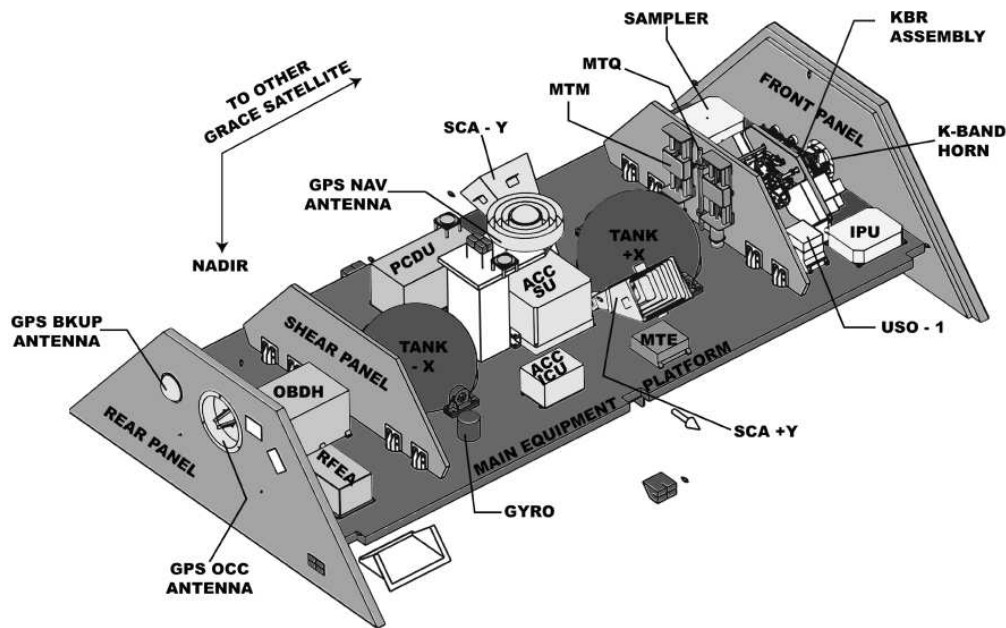 SAMPLER
KBR
ASSEMBLY
MTQ
MTM
FRONT PANEL
K-BAND
HORN
TO OTHER
GRACE SATELLITE
SCA - Y
GPS NAV
ANTENNA
NADIR
PCDU
TANK
+X
IPU
ACC
SU
GPS BKUP
ANTENNA
SHEAR PANEL
TANK
- X
MTE
USO - 1
OBDH
ACC
ICU
MAIN EQUIPMENT PLATFORM
SCA +Y
REAR PANEL
RFEA
GYRO
GPS OCC
ANTENNA